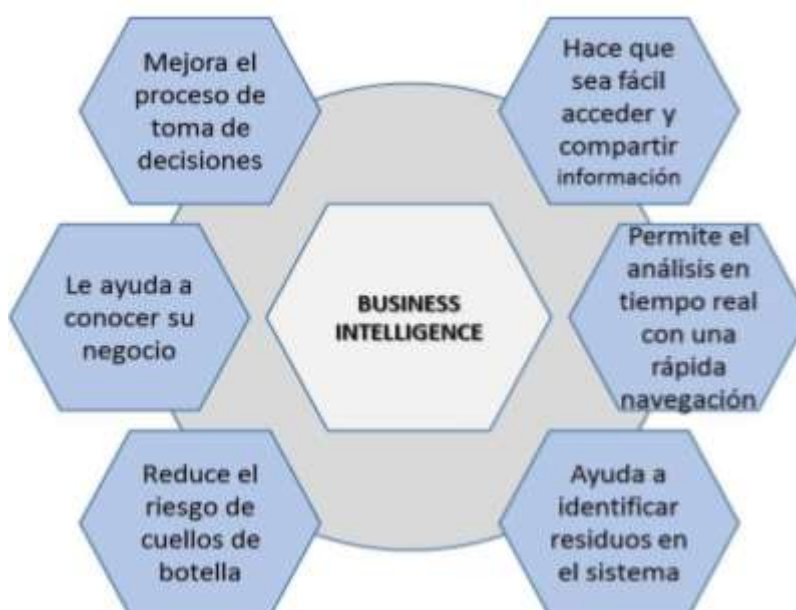 Mejora el
proceso de
toma de
decisiones
Hace que
sea fácil
acceder y
compartir
información
Le ayuda a
conocer su
negocio
BUSINESS
INTELLIGENCE
Permite el
análisis en
tiempo real
con una
rápida
navegación
Reduce el
riesgo de
cuellos de
botella
Ayuda a
identificar
residuos en
el sistema